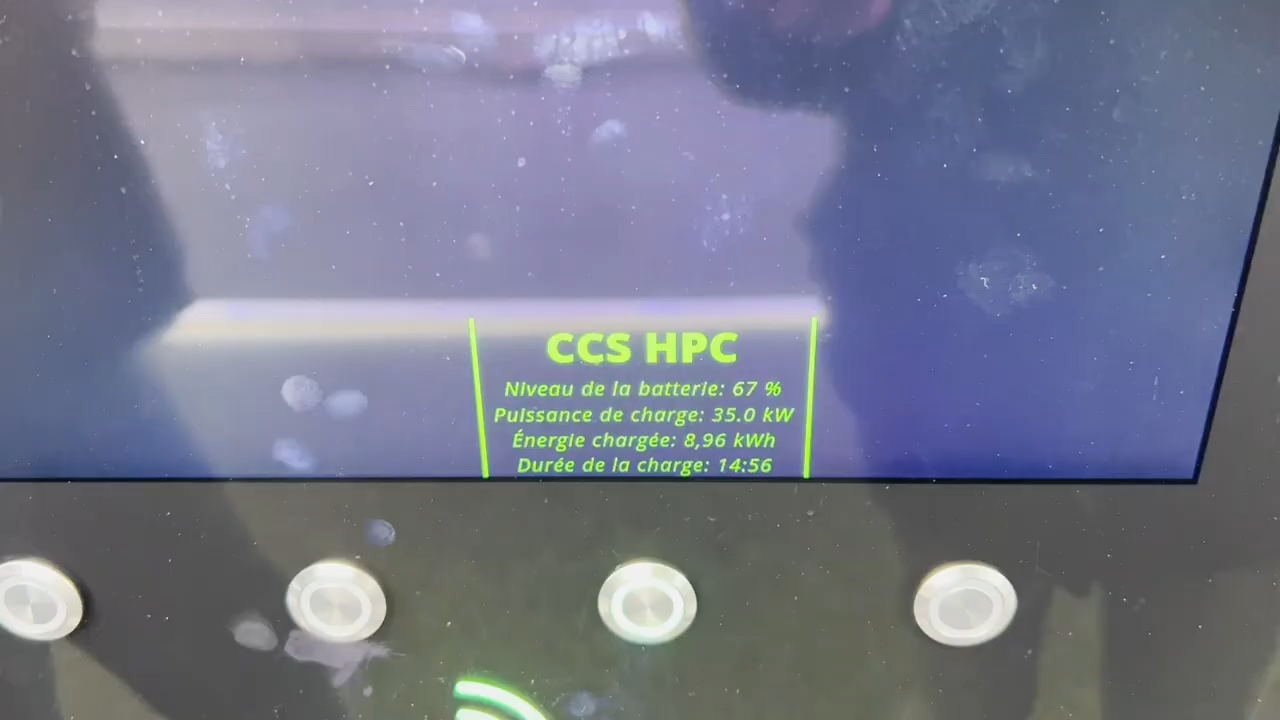 CCS HPC
Niveau de la batterie: 67 %
Puissance de charge: 35.0 kW
Énergie chargée: 8,96 kWh
Durée de la charge: 14:56